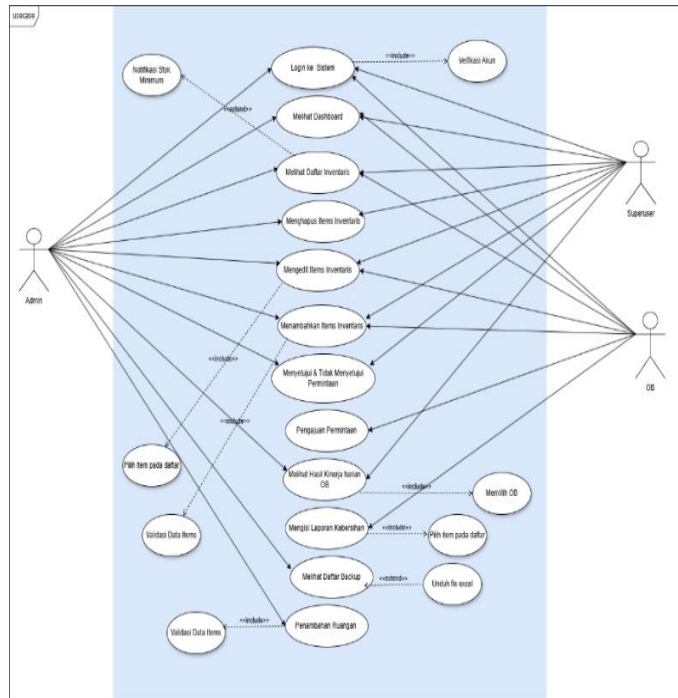 usecase
Login ke Sistem
<<include>>
Verifikasi Akun
Notifikasi Stok
Minimum
<<extend>>
Melihat Dashboard
Melihat Daftar Inventaris
Superuser
Menghapus Items Inventaris
Mengedit Items Inventaris
Admin
Menambahkan Items Inventaris
<<include>>
OB
Menyetujui & Tidak Menyetujui
Permintaan
<<include>>
Pengajuan Permintaan
Pilih item pada daftar
Melihat Hasil Kinerja harian
OB
<<include>>
Memilih OB
Validasi Data Items
Mengisi Laporan Kebersihan
<<include>>
Pilih item pada daftar
Melihat Daftar Backup
<<extend>>
Unduh file excel
Validasi Data Items
<<include>>
Penambahan Ruangan